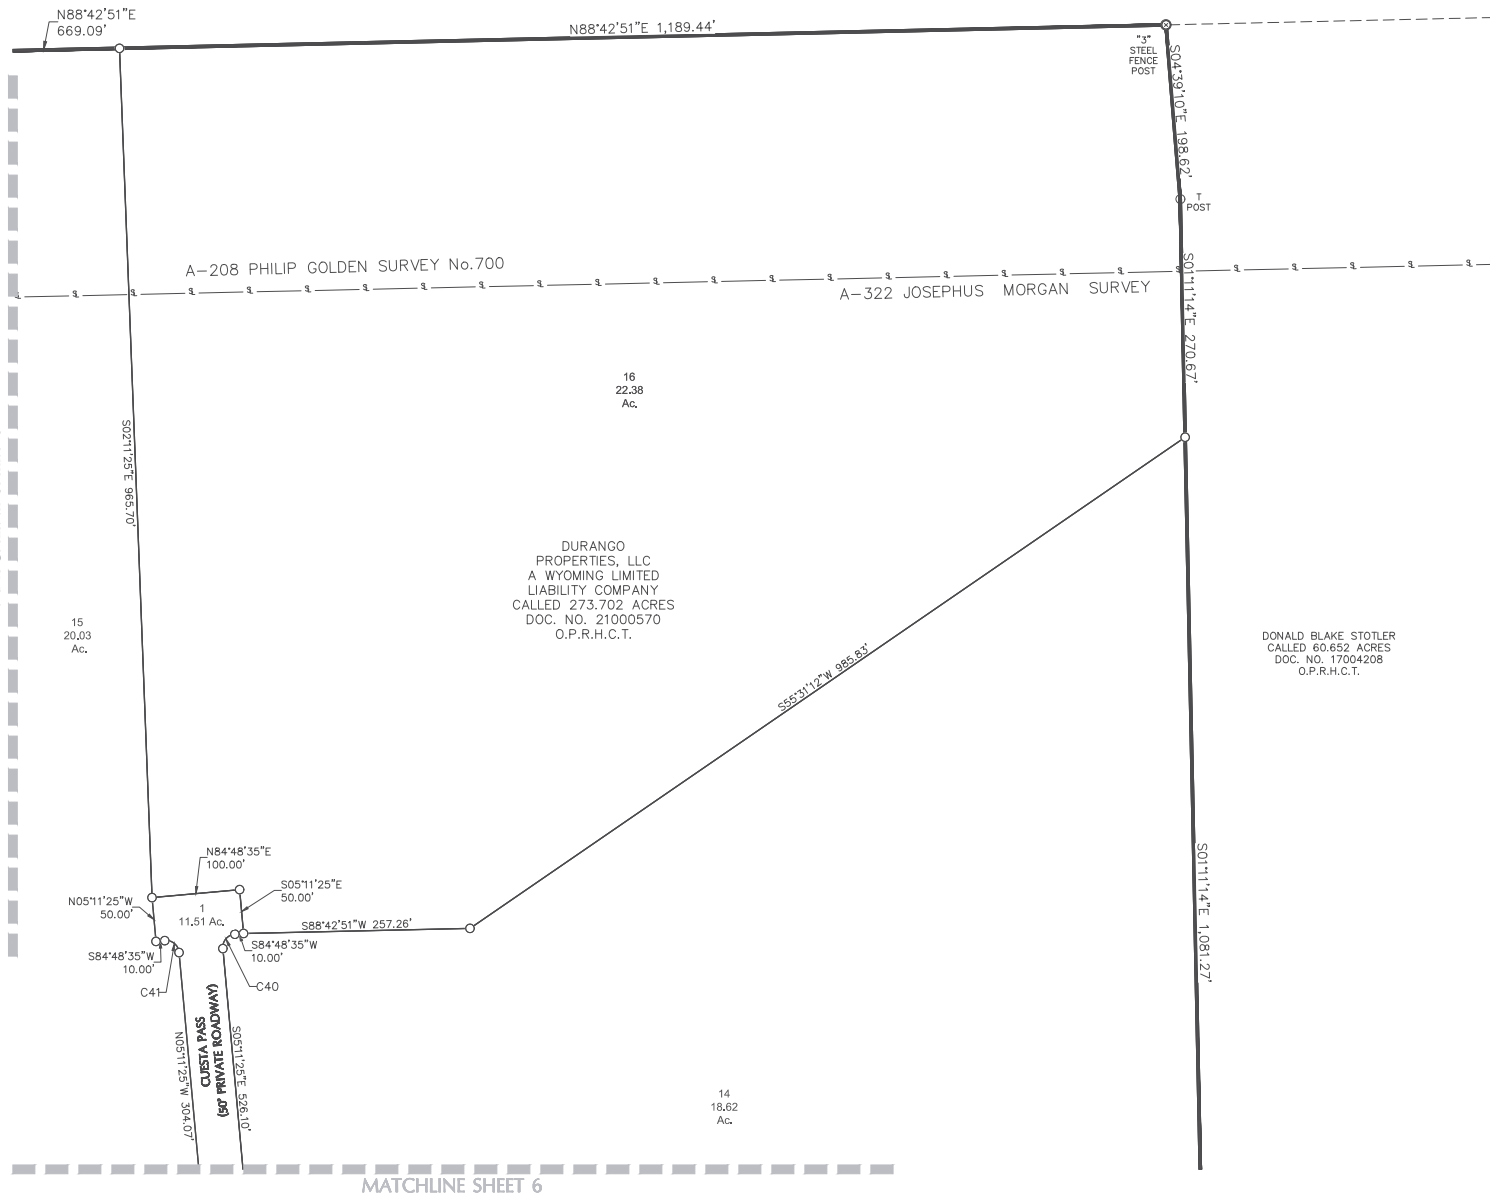 N88°42'51"E
669.09'
N88°42'51"E 1,189.44'
"3"
STEEL
FENCE
POST
S04°39'10"E 198.62'
T
POST
A-208 PHILIP GOLDEN SURVEY No.700
A-322 JOSEPHUS MORGAN SURVEY
S01°11'14"E 270.67'
16
22.38
Ac.
S02°11'25"E 965.70'
DURANGO
PROPERTIES, LLC
A WYOMING LIMITED
LIABILITY COMPANY
CALLED 273.702 ACRES
DOC. NO. 21000570
O.P.R.H.C.T.
15
20.03
Ac.
DONALD BLAKE STOTLER
CALLED 60.652 ACRES
DOC. NO. 17004208
O.P.R.H.C.T.
S55°31'12"W 985.83'
N84°48'35"E
100.00'
S05°11'25"E
50.00'
N05°11'25"W
50.00'
1
11.51 Ac.
S88°42'51"W 257.26'
S84°48'35"W
10.00'
S84°48'35"W
10.00'
C41
C40
CUESTA PASS
(50' PRIVATE ROADWAY)
N05°11'25"W 304.07'
S05°11'25"E 526.10'
S01°11'14"E 1,081.27'
14
18.62
Ac.
MATCHLINE SHEET 6